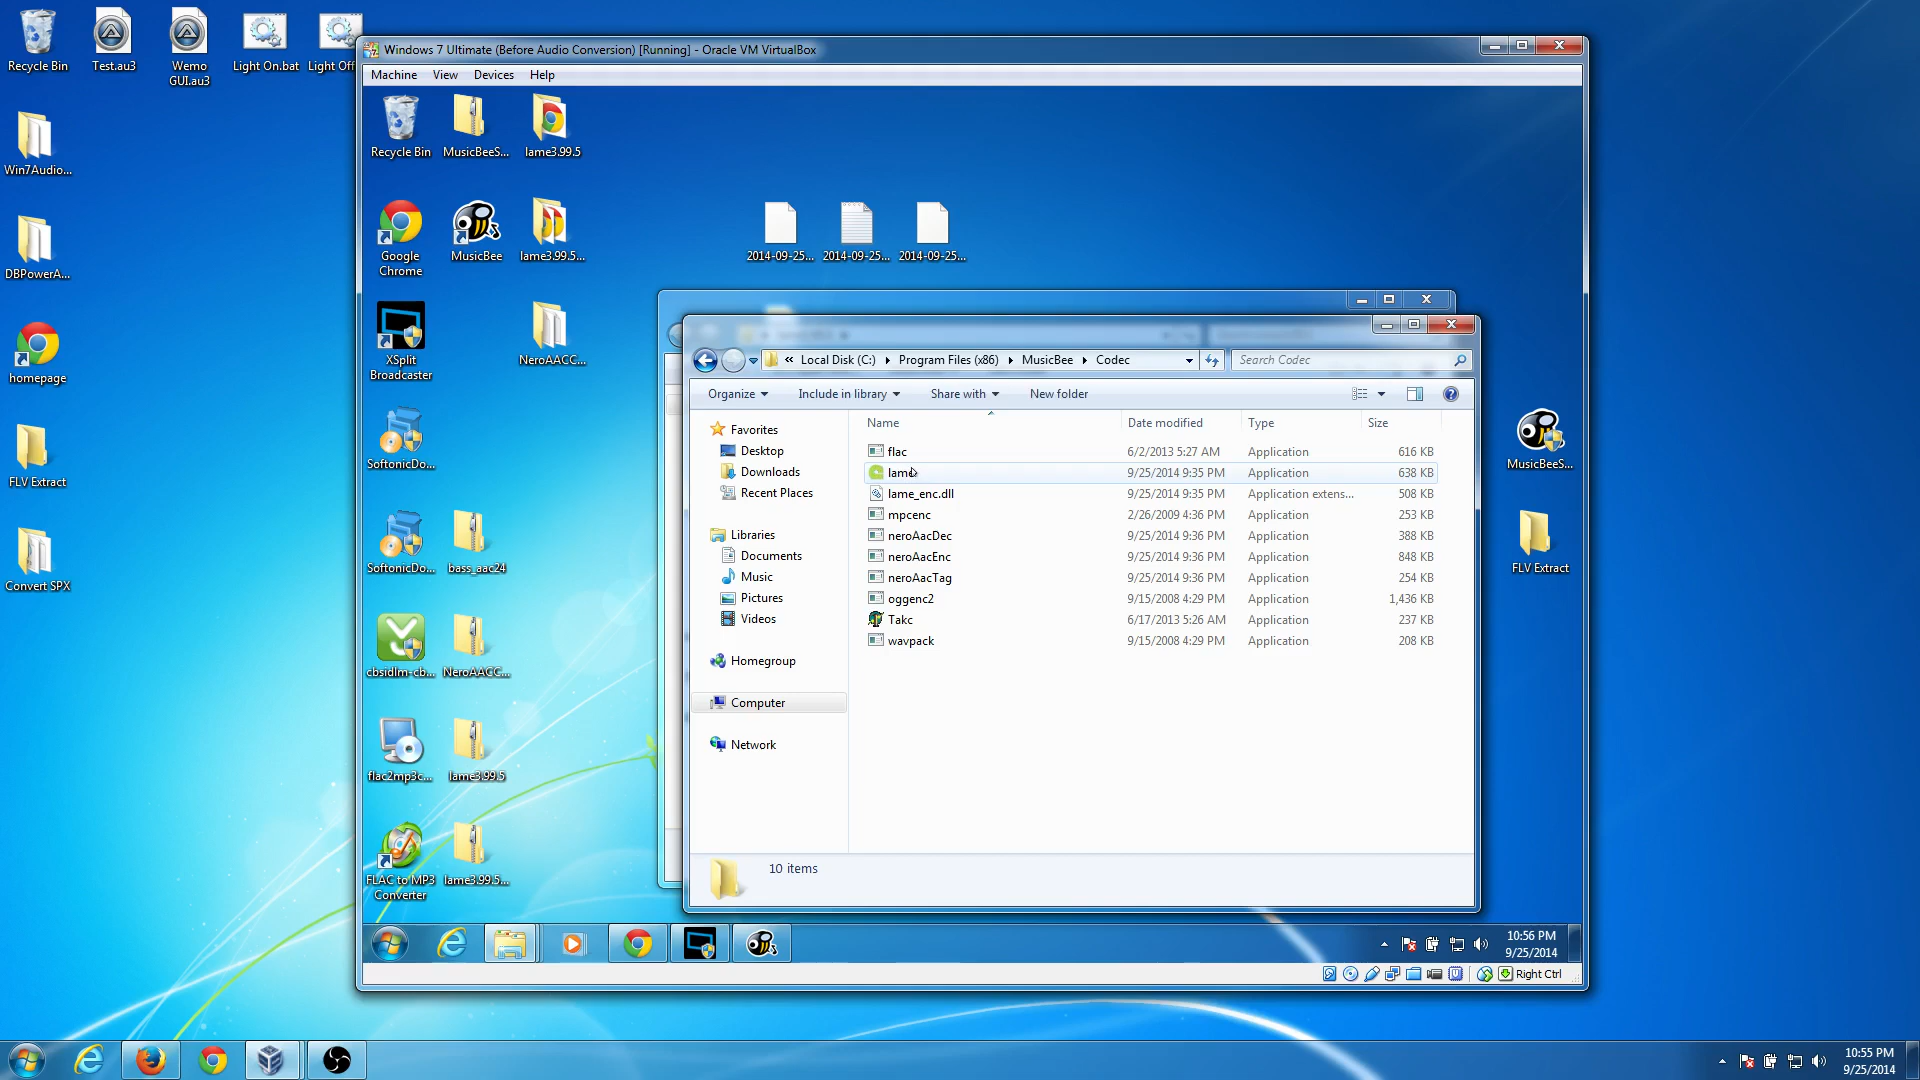 Recycle Bin
Test.au3
Wemo
GUI.au3
Light On.bat
Light Off
Win7Audio...
DBPowerA...
homepage
FLV Extract
Convert SPX
Windows 7 Ultimate (Before Audio Conversion) [Running] - Oracle VM VirtualBox
Machine View Devices Help
Recycle Bin
MusicBeeS...
lame3.99.5
Google
Chrome
MusicBee
lame3.99.5...
2014-09-25...
2014-09-25...
2014-09-25...
XSplit
Broadcaster
NeroAACC...
SoftonicDo...
SoftonicDo...
bass_aac24
cbsidlm-cb...
NeroAACC...
flac2mp3c...
lame3.99.5
FLAC to MP3
Converter
lame3.99.5...
« Local Disk (C:) Program Files (x86) MusicBee Codec
Search Codec
Organize Include in library Share with New folder
Favorites
Desktop
Downloads
Recent Places
Libraries
Documents
Music
Pictures
Videos
Homegroup
Computer
Network
Name Date modified Type Size
flac 6/2/2013 5:27 AM Application 616 KB
lame 9/25/2014 9:35 PM Application 638 KB
lame_enc.dll 9/25/2014 9:35 PM Application extens... 508 KB
mpcenc 2/26/2009 4:36 PM Application 253 KB
neroAacDec 9/25/2014 9:36 PM Application 388 KB
neroAacEnc 9/25/2014 9:36 PM Application 848 KB
neroAacTag 9/25/2014 9:36 PM Application 254 KB
oggenc2 9/15/2008 4:29 PM Application 1,436 KB
Takc 6/17/2013 5:26 AM Application 237 KB
wavpack 9/15/2008 4:29 PM Application 208 KB
10 items
10:56 PM
9/25/2014
Right Ctrl
MusicBeeS...
FLV Extract
10:55 PM
9/25/2014